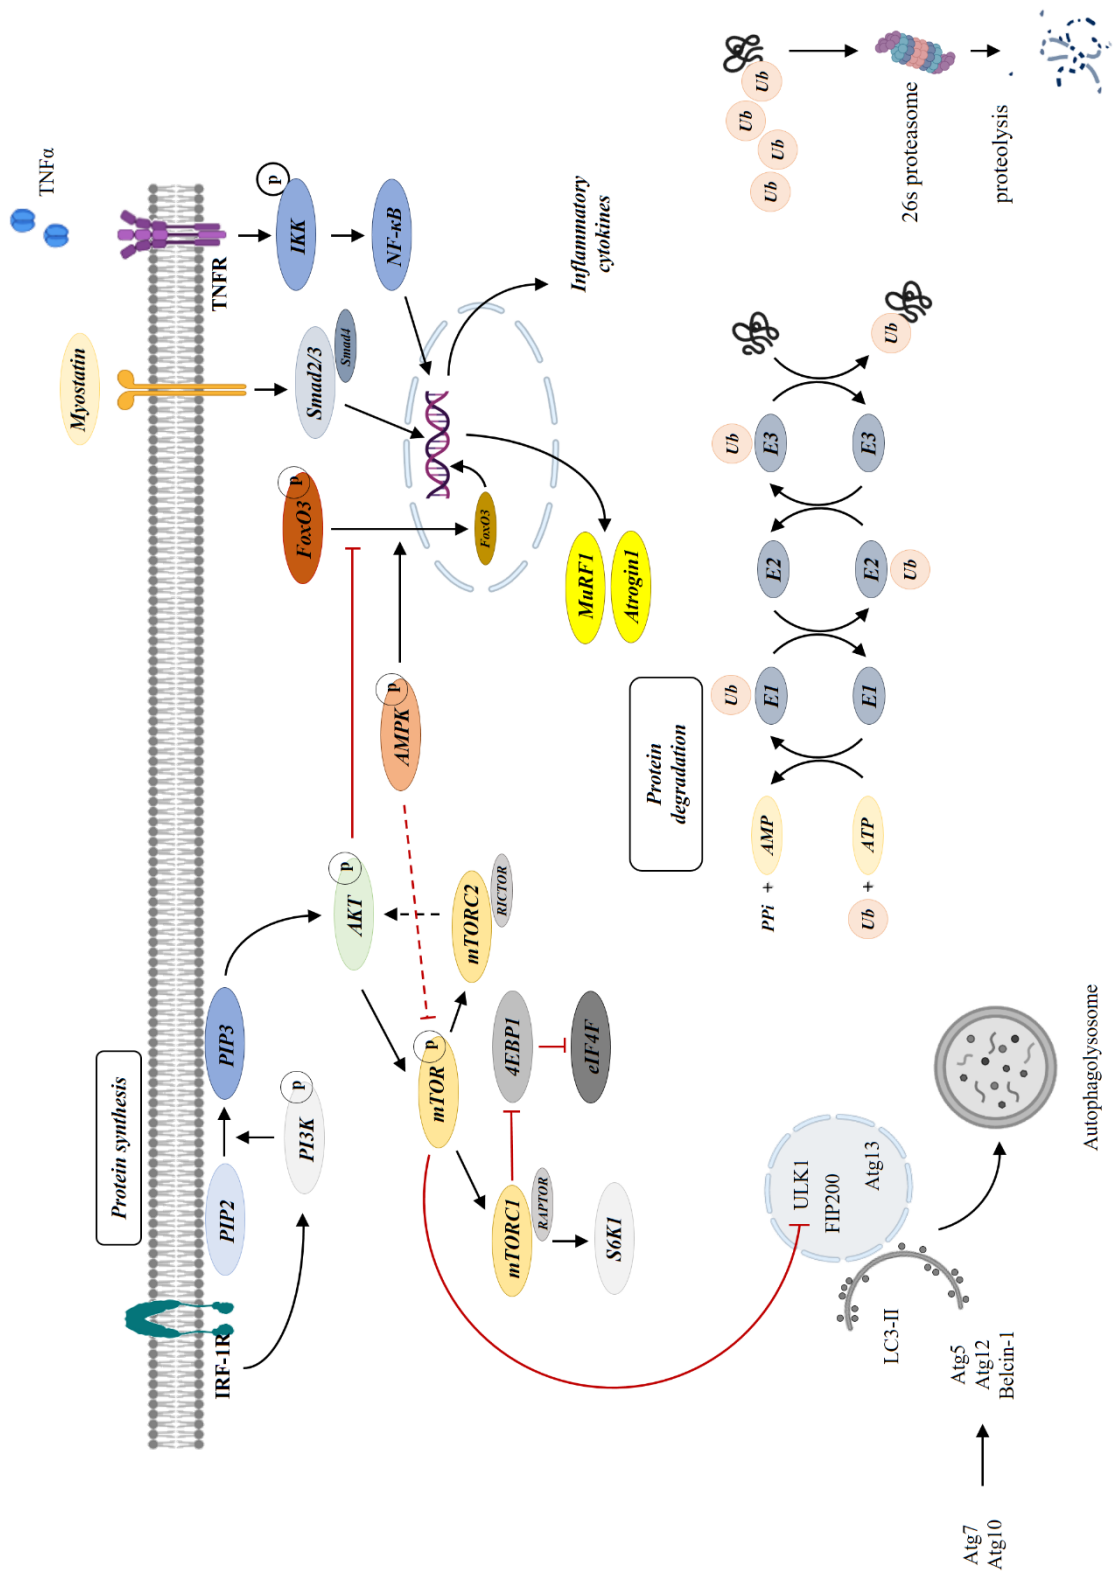 TNFα
Myostatin
Protein synthesis
IRF-1R
TNFR
PIP2
PIP3
PI3K
p
AKT
p
FoxO3
p
Smad2/3
Smad4
IKK
p
NF-κB
mTOR
p
AMPK
p
FoxO3
mTORC2
RICTOR
mTORC1
RAPTOR
4EBP1
eIF4F
S6K1
MuRF1
Atrogin1
Inflammatory
cytokines
ULK1
FIP200
Atg13
LC3-II
Atg7
Atg10
Atg5
Atg12
Belcin-1
Autophagolysosome
Protein
degradation
PPi + AMP
Ub + ATP
Ub
E1
E1
E2
E2
Ub
Ub
E3
E3
Ub
Ub
Ub
Ub
Ub
26s proteasome
proteolysis